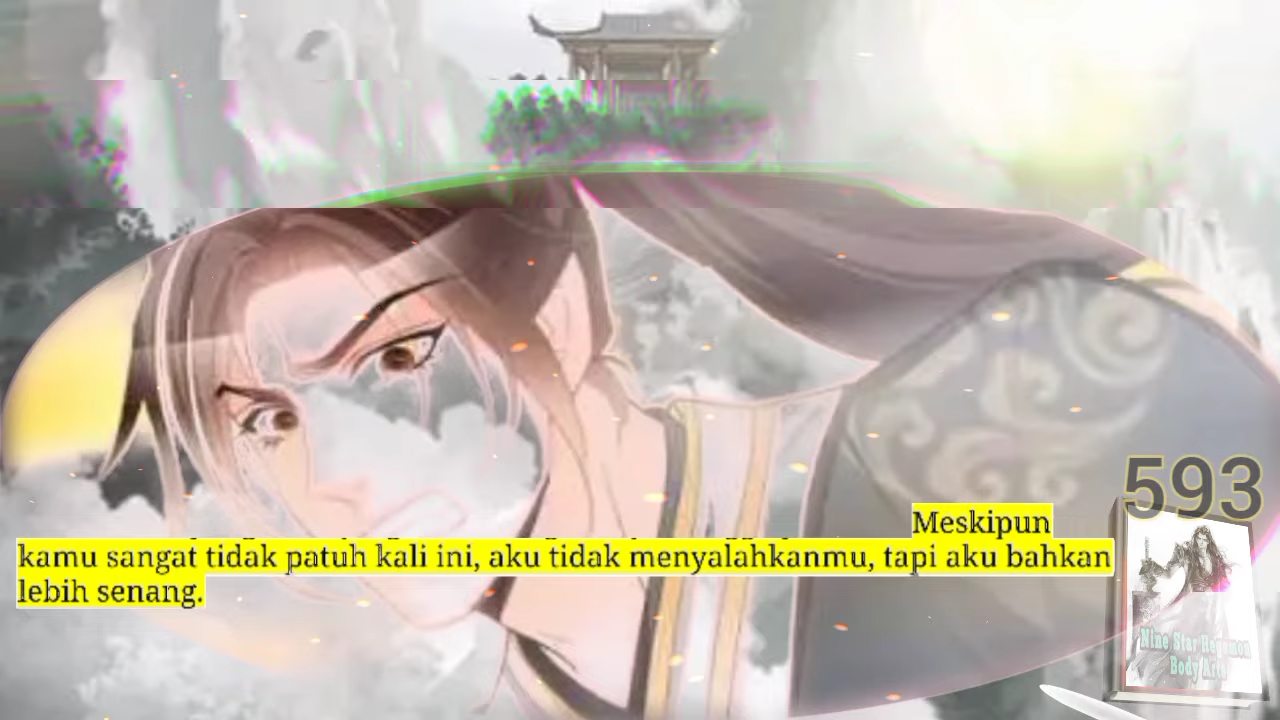 Meskipun
kamu sangat tidak patuh kali ini, aku tidak menyalahkanmu, tapi aku bahkan
lebih senang.
593
Nine Star Hegemon
Body Arts